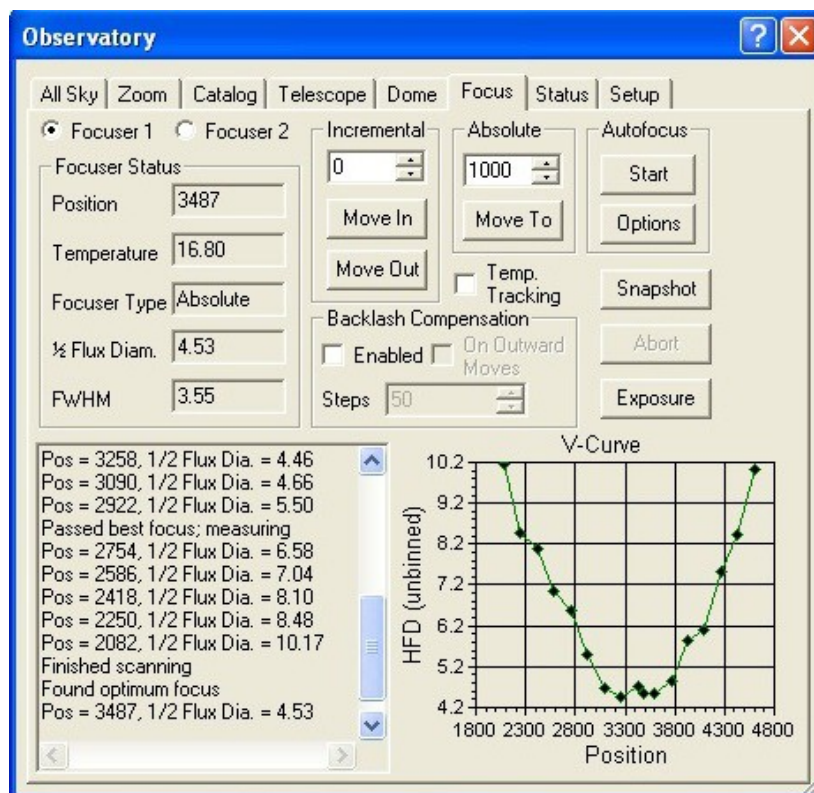 Observatory
All Sky Zoom Catalog Telescope Dome Focus Status Setup
Focuser 1 Focuser 2
Focuser Status
Position 3487
Temperature 16.80
Focuser Type Absolute
½ Flux Diam. 4.53
FWHM 3.55
Incremental
0
Move In
Move Out
Absolute
1000
Move To
Autofocus
Start
Options
Temp.
Tracking
Snapshot
Backlash Compensation
Enabled On Outward
Moves
Steps 50
Abort
Exposure
Pos = 3258, 1/2 Flux Dia. = 4.46
Pos = 3090, 1/2 Flux Dia. = 4.66
Pos = 2922, 1/2 Flux Dia. = 5.50
Passed best focus; measuring
Pos = 2754, 1/2 Flux Dia. = 6.58
Pos = 2586, 1/2 Flux Dia. = 7.04
Pos = 2418, 1/2 Flux Dia. = 8.10
Pos = 2250, 1/2 Flux Dia. = 8.48
Pos = 2082, 1/2 Flux Dia. = 10.17
Finished scanning
Found optimum focus
Pos = 3487, 1/2 Flux Dia. = 4.53
V-Curve
HFD (unbinned)
10.2
9.2
8.2
7.2
6.2
5.2
4.2
1800 2300 2800 3300 3800 4300 4800
Position